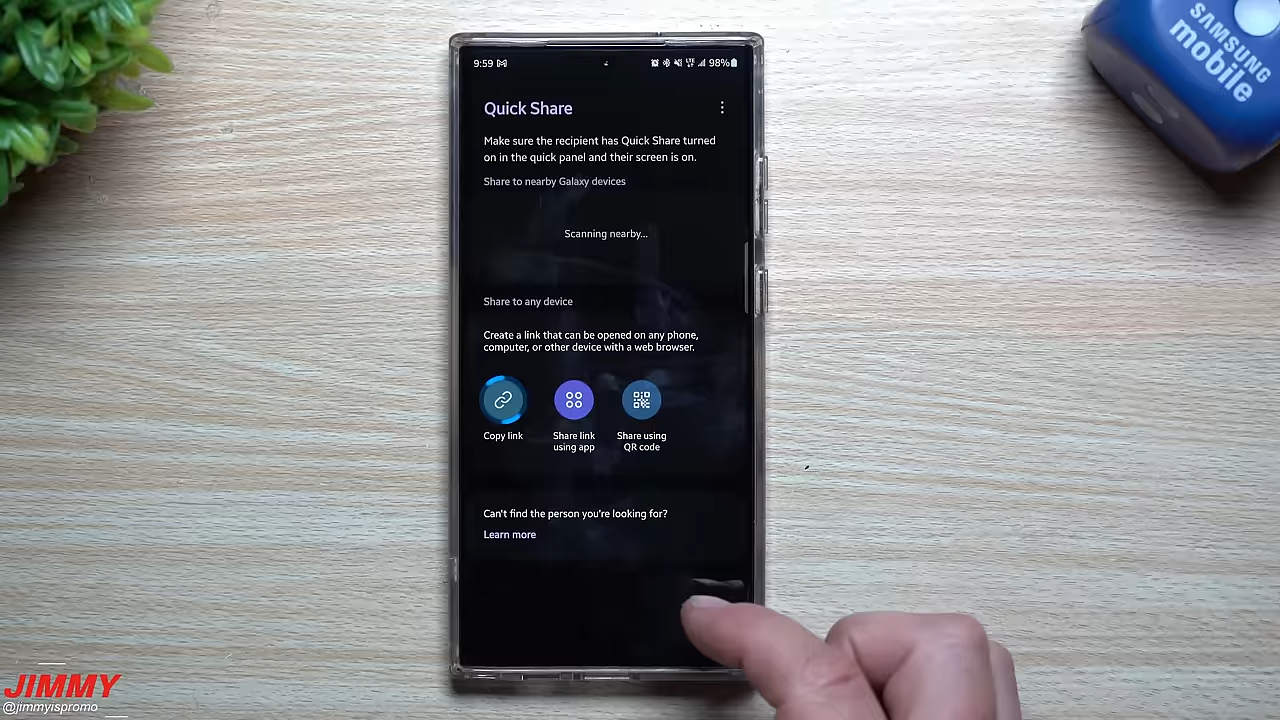 SAMSUNG
mobile
9:59
98%
Quick Share
Make sure the recipient has Quick Share turned
on in the quick panel and their screen is on.
Share to nearby Galaxy devices
Scanning nearby...
Share to any device
Create a link that can be opened on any phone,
computer, or other device with a web browser.
Copy link
Share link
using app
Share using
QR code
Can't find the person you're looking for?
Learn more
JIMMY
@jimmyispromo